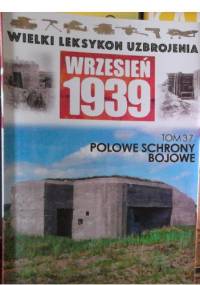 WIELKI LEKSYKON UZBROJENIA
WRZESIEŃ
1939
TOM 37
POLOWE SCHRONY
BOJOWE